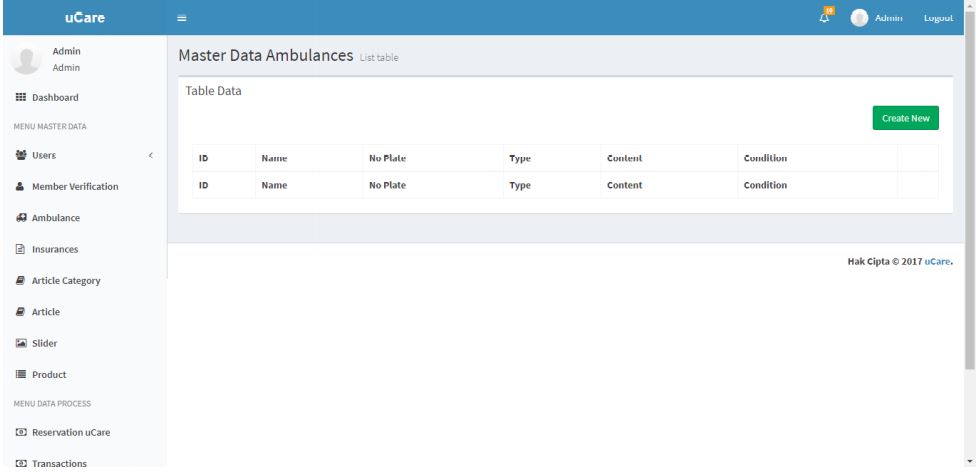 uCare
10
Admin
Logout
Admin
Admin
Dashboard
MENU MASTER DATA
Users
Member Verification
Ambulance
Insurances
Article Category
Article
Slider
Product
MENU DATA PROCESS
Reservation uCare
Transactions
Master Data Ambulances List table
Table Data
Create New
ID Name No Plate Type Content Condition
ID Name No Plate Type Content Condition
Hak Cipta © 2017 uCare.